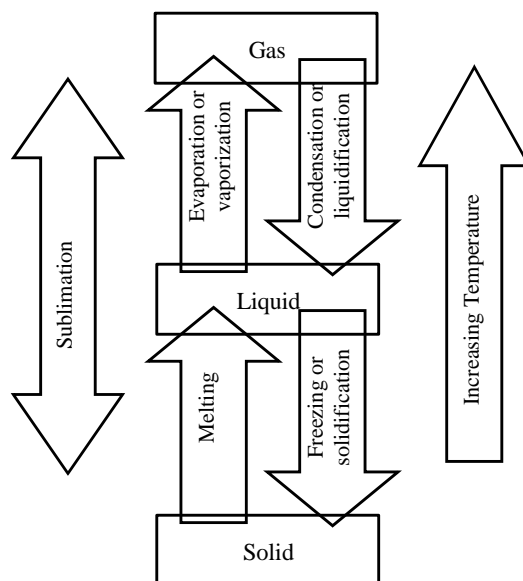 Gas
Evaporation or
vaporization
Condensation or
liquidification
Sublimation
Increasing Temperature
Liquid
Melting
Freezing or
solidification
Solid